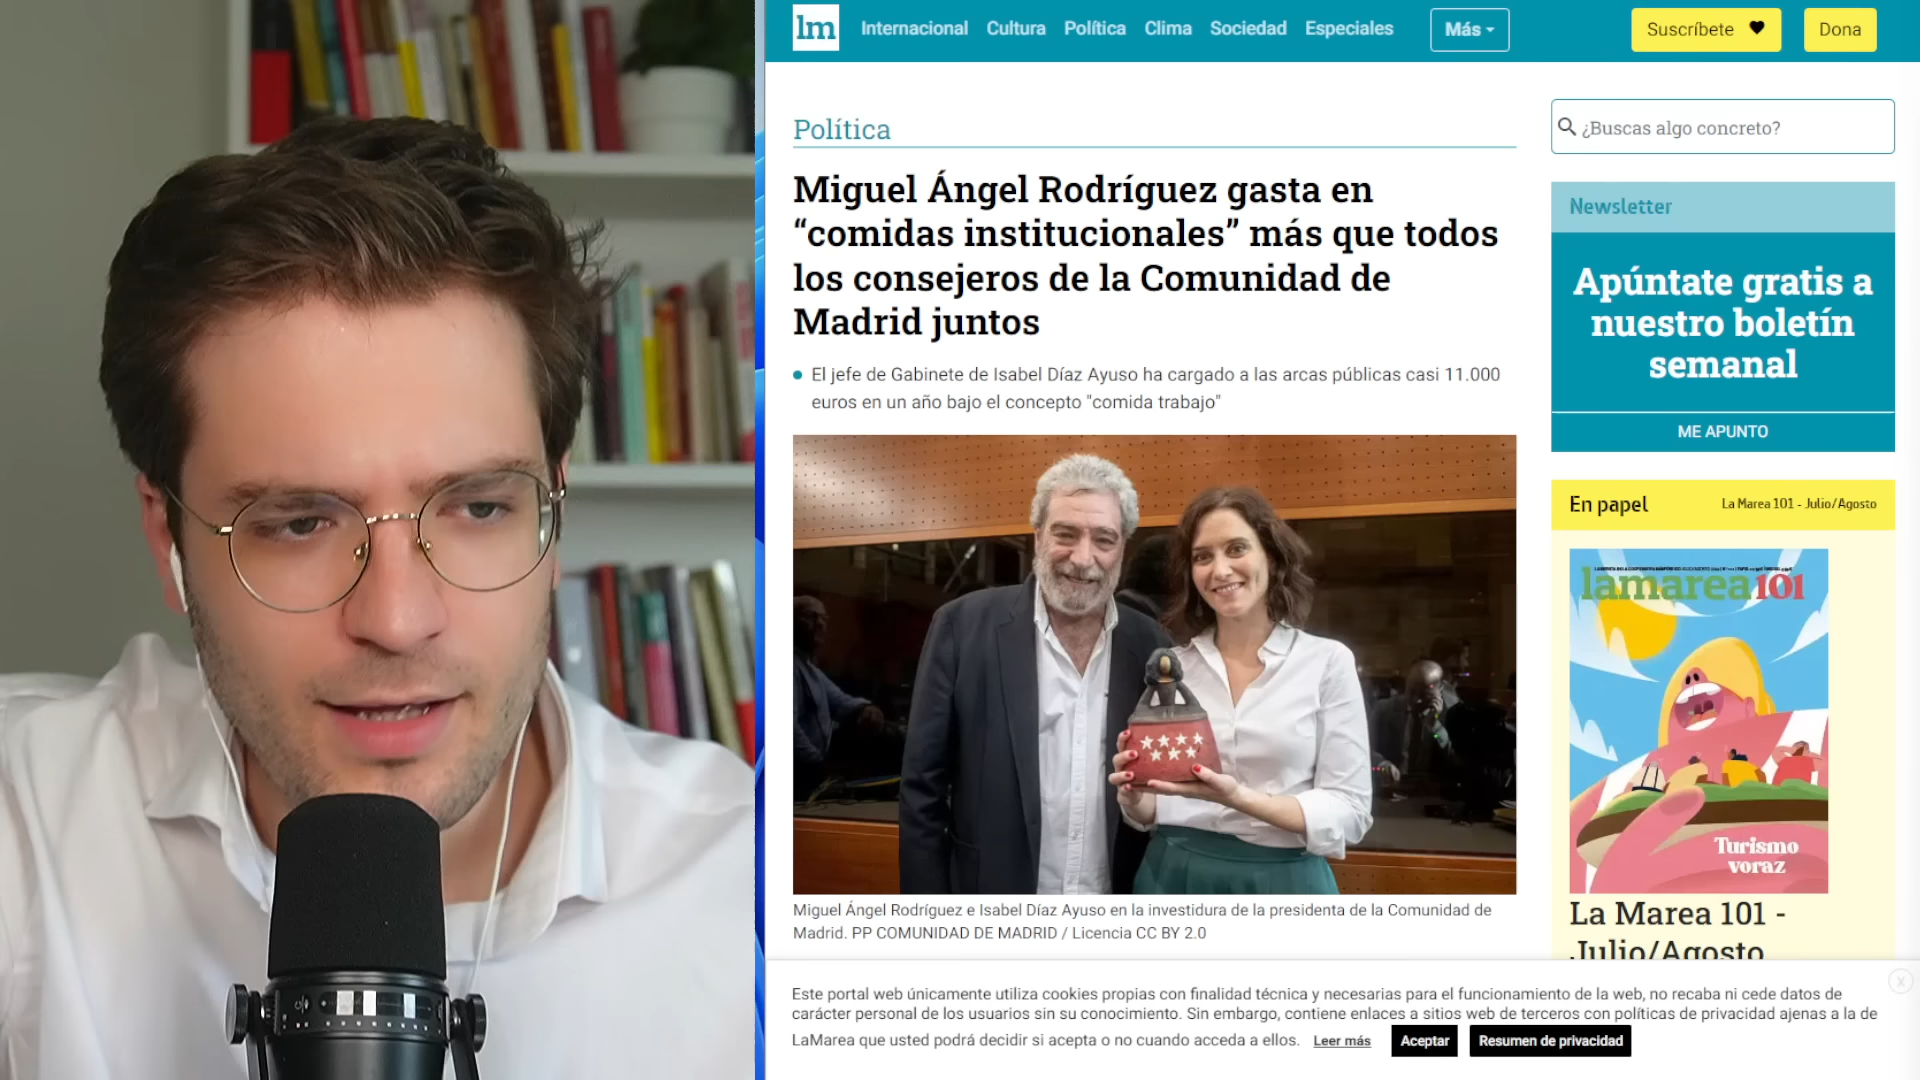 lm
Internacional Cultura Política Clima Sociedad Especiales Más
Suscríbete Dona
Política
Miguel Ángel Rodríguez gasta en
“comidas institucionales” más que todos
los consejeros de la Comunidad de
Madrid juntos
El jefe de Gabinete de Isabel Díaz Ayuso ha cargado a las arcas públicas casi 11.000
euros en un año bajo el concepto "comida trabajo"
Miguel Ángel Rodríguez e Isabel Díaz Ayuso en la investidura de la presidenta de la Comunidad de
Madrid. PP COMUNIDAD DE MADRID / Licencia CC BY 2.0
¿Buscas algo concreto?
Newsletter
Apúntate gratis a
nuestro boletín
semanal
ME APUNTO
En papel La Marea 101 - Julio/Agosto
lamarea101
Turismo
voraz
La Marea 101 -
Julio/Agosto
Este portal web únicamente utiliza cookies propias con finalidad técnica y necesarias para el funcionamiento de la web, no recaba ni cede datos de
carácter personal de los usuarios sin su conocimiento. Sin embargo, contiene enlaces a sitios web de terceros con políticas de privacidad ajenas a la de
LaMarea que usted podrá decidir si acepta o no cuando acceda a ellos. Leer más Aceptar Resumen de privacidad
x